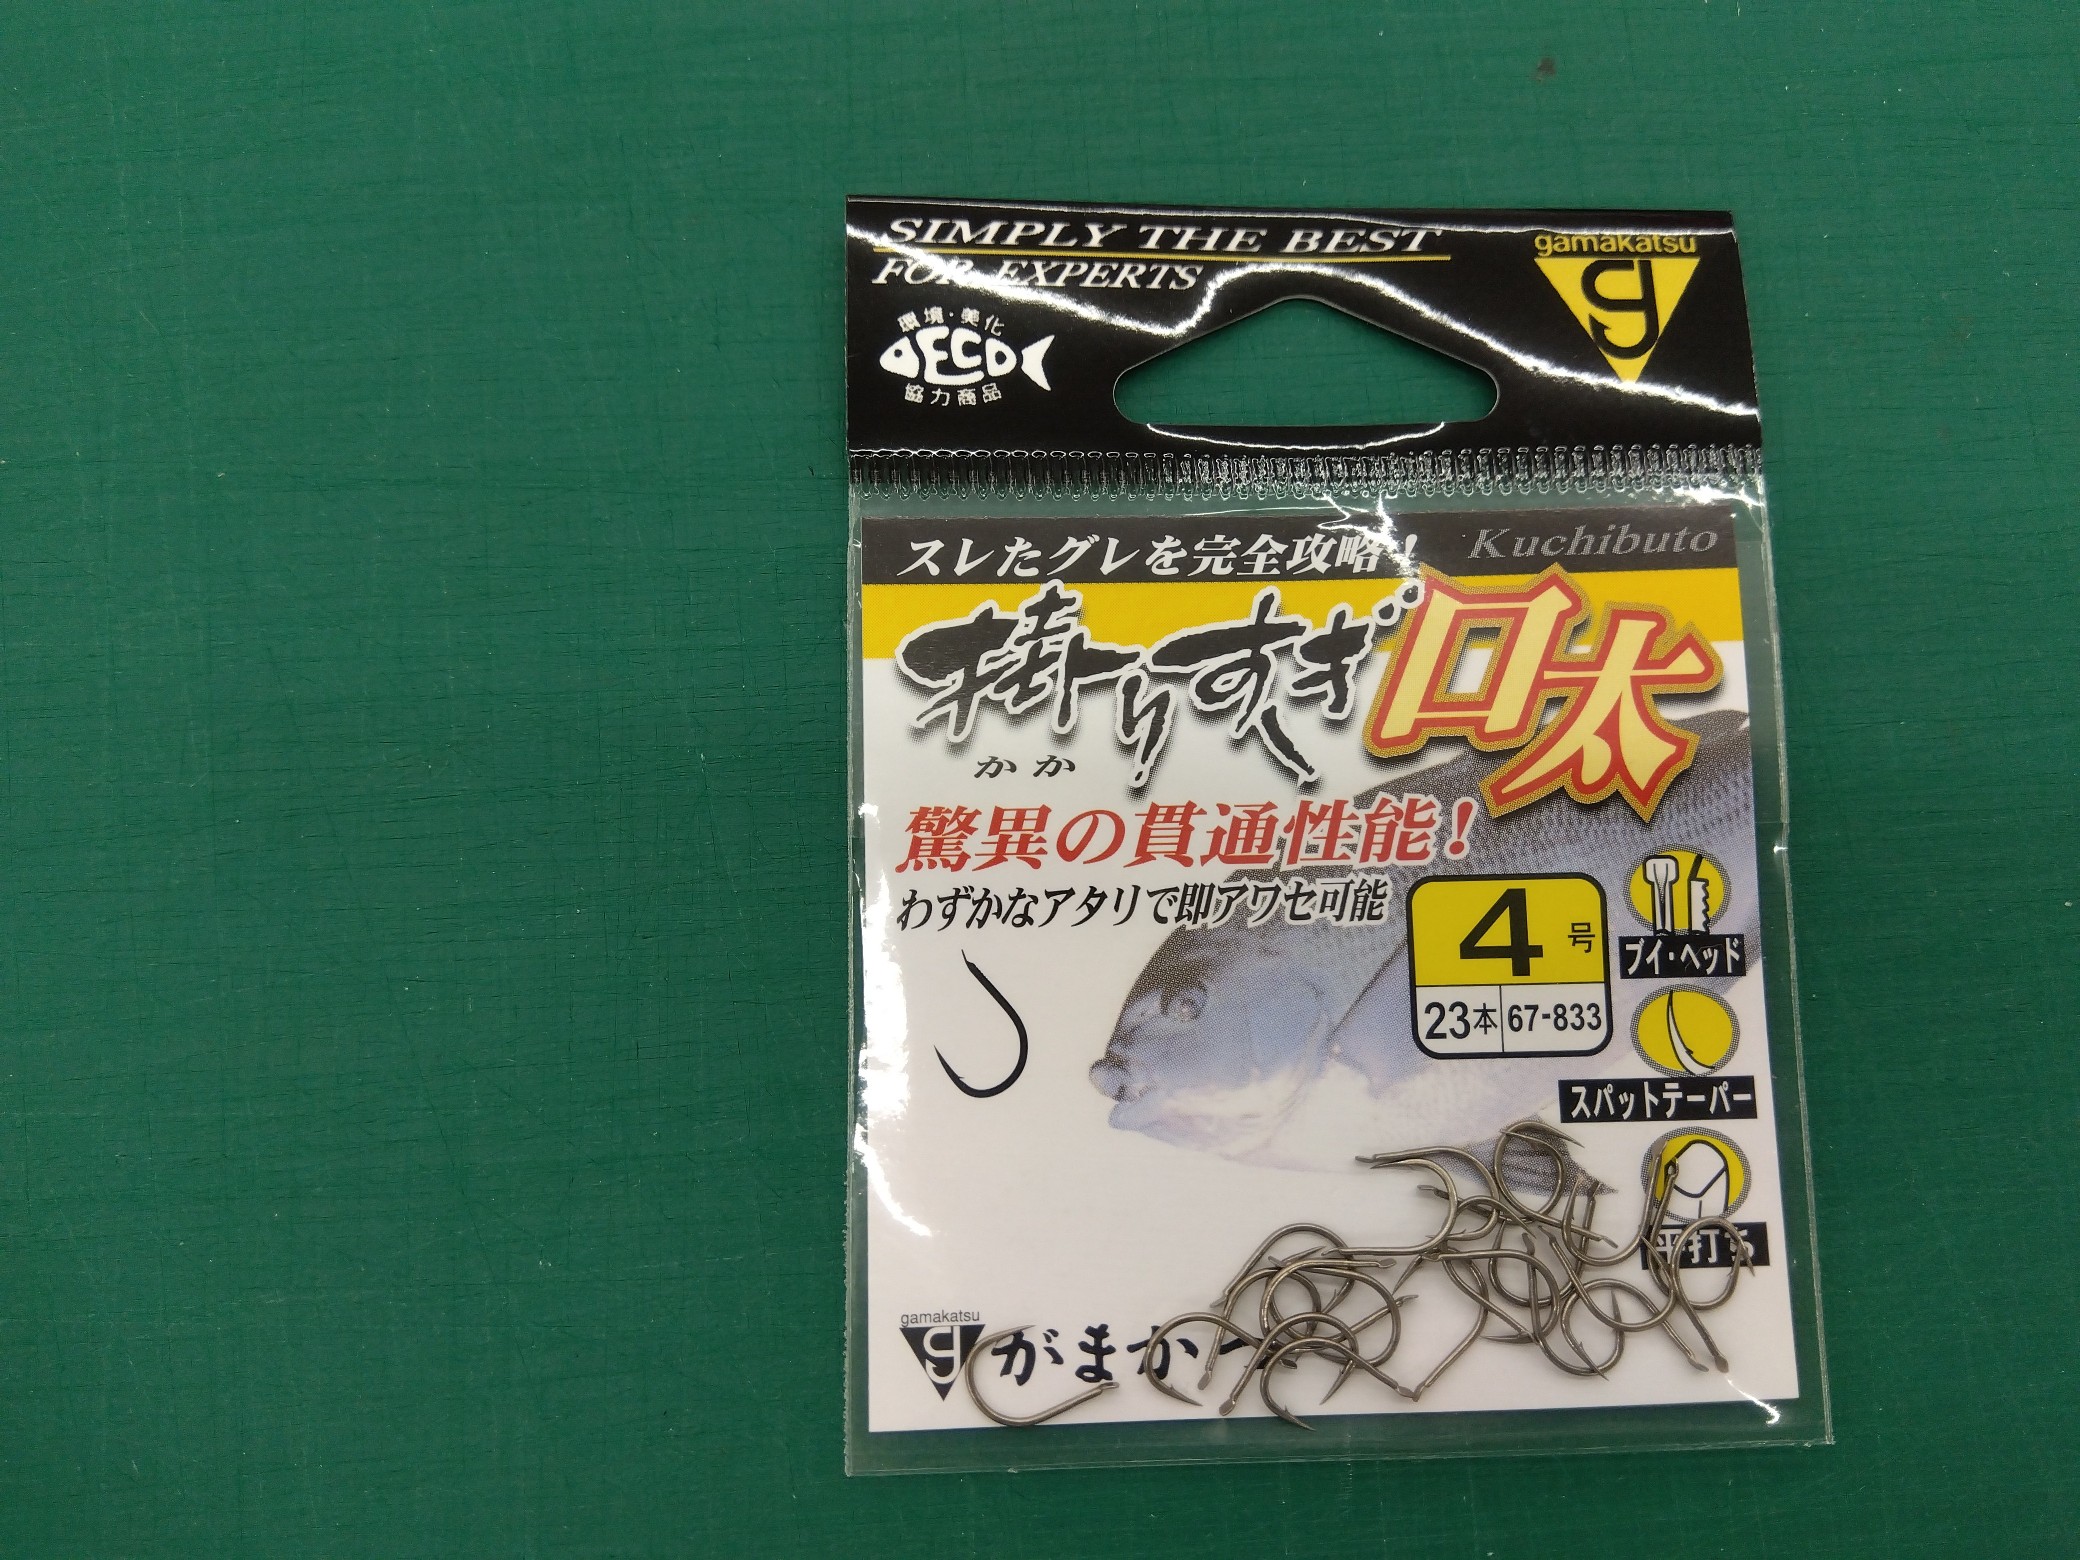 SIMPLY THE BEST
FOR EXPERTS
gamakatsu
g
環境・美化
ECO
協力商品
スレたグレを完全攻略!
Kuchibuto
掛りすぎ口太
かか
驚異の貫通性能!
わずかなアタリで即アワセ可能
4号
23本 67-833
ブイ・ヘッド
スパットテーパー
平打ち
gamakatsu
g がまか